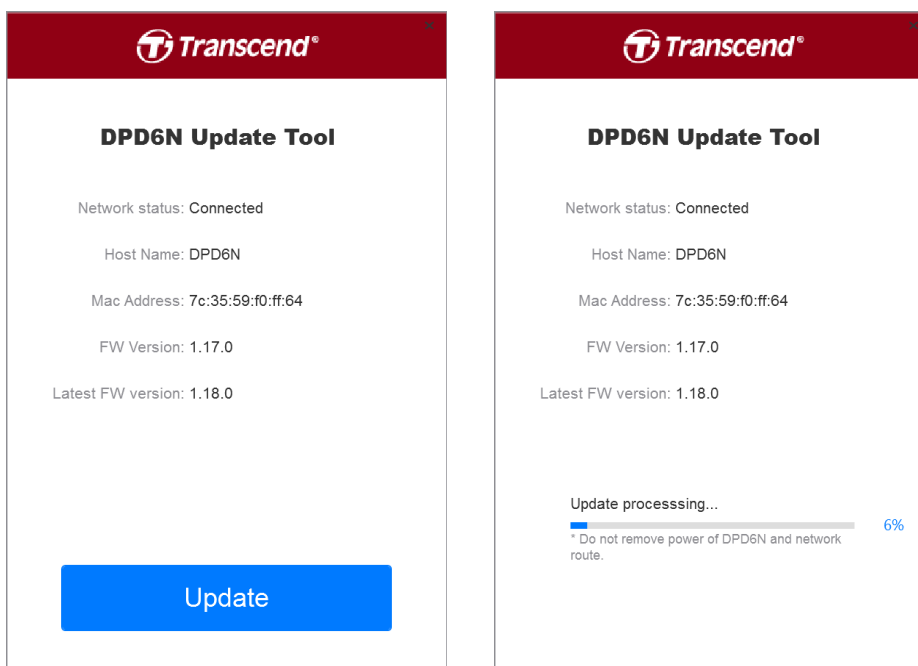 Transcend®
DPD6N Update Tool
Network status: Connected
Host Name: DPD6N
Mac Address: 7c:35:59:f0:ff:64
FW Version: 1.17.0
Latest FW version: 1.18.0
Update
Transcend®
DPD6N Update Tool
Network status: Connected
Host Name: DPD6N
Mac Address: 7c:35:59:f0:ff:64
FW Version: 1.17.0
Latest FW version: 1.18.0
Update processsing...
6%
* Do not remove power of DPD6N and network
route.